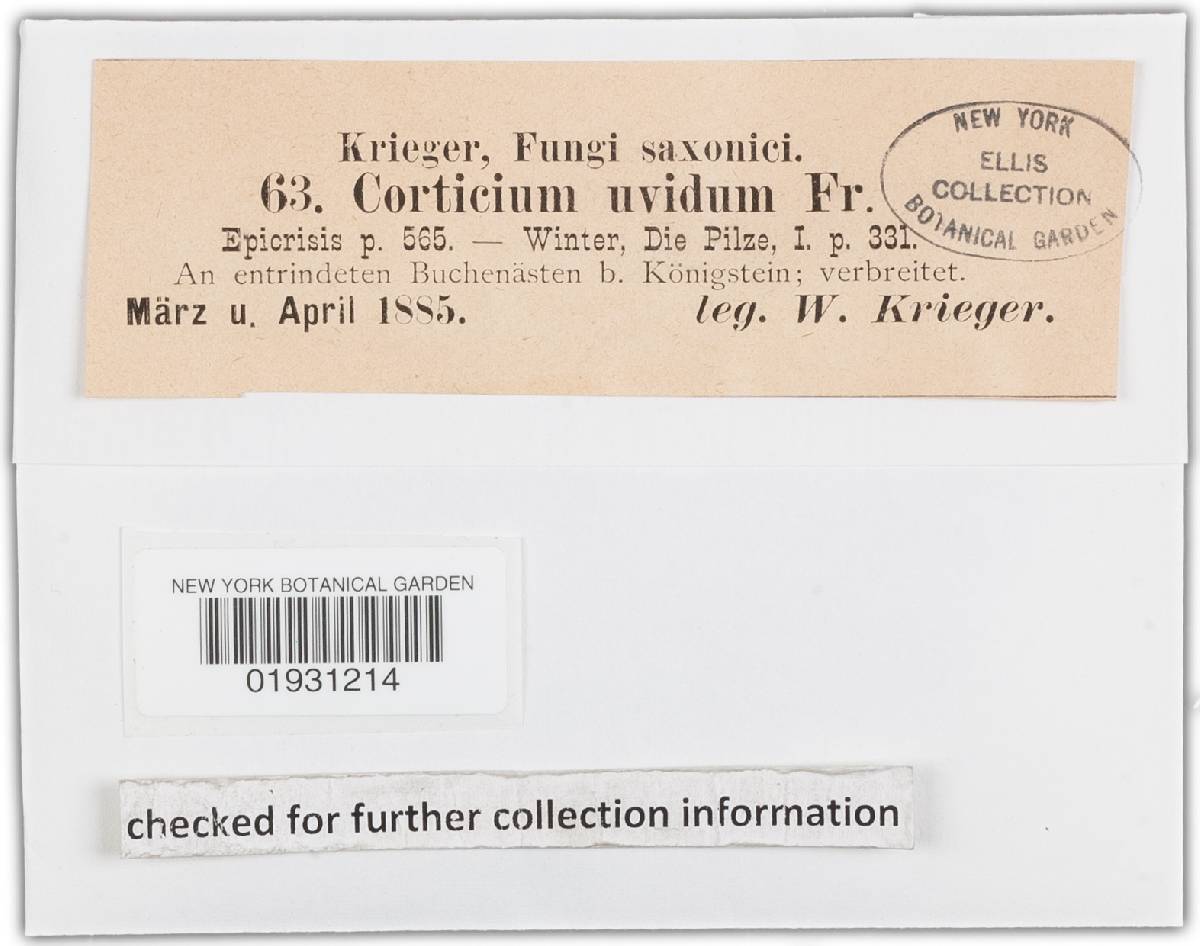 Krieger, Fungi saxonici.
63. Corticium uvidum Fr.
Epicrisis p. 565. — Winter, Die Pilze, I. p. 331.
An entrindeten Buchenästen b. Königstein; verbreitet.
März u. April 1885. leg. W. Krieger.
NEW YORK
ELLIS
COLLECTION
BOTANICAL GARDEN
NEW YORK BOTANICAL GARDEN
01931214
checked for further collection information